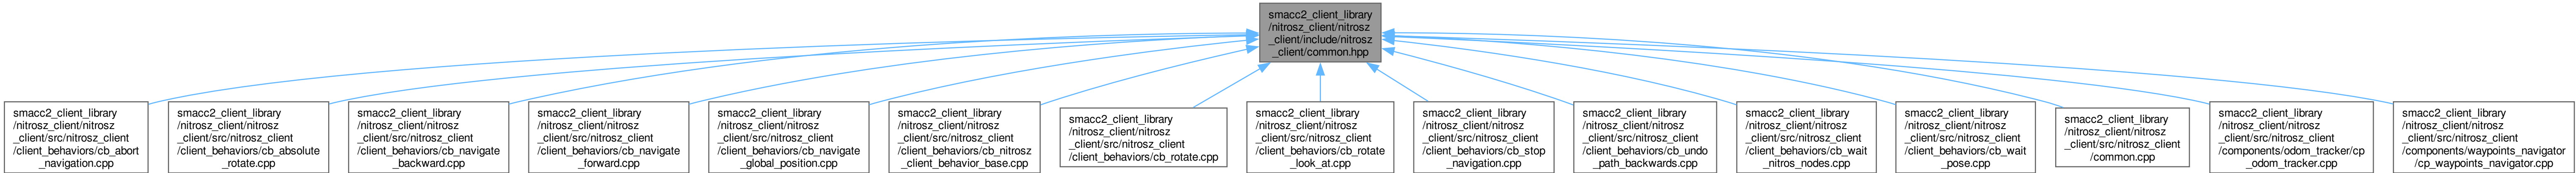 smacc2_client_library
/nitrosz_client/nitrosz
_client/include/nitrosz
_client/common.hpp
smacc2_client_library
/nitrosz_client/nitrosz
_client/src/nitrosz_client
/client_behaviors/cb_abort
_navigation.cpp
smacc2_client_library
/nitrosz_client/nitrosz
_client/src/nitrosz_client
/client_behaviors/cb_absolute
_rotate.cpp
smacc2_client_library
/nitrosz_client/nitrosz
_client/src/nitrosz_client
/client_behaviors/cb_navigate
_backward.cpp
smacc2_client_library
/nitrosz_client/nitrosz
_client/src/nitrosz_client
/client_behaviors/cb_navigate
_forward.cpp
smacc2_client_library
/nitrosz_client/nitrosz
_client/src/nitrosz_client
/client_behaviors/cb_navigate
_global_position.cpp
smacc2_client_library
/nitrosz_client/nitrosz
_client/src/nitrosz_client
/client_behaviors/cb_nitrosz
_client_behavior_base.cpp
smacc2_client_library
/nitrosz_client/nitrosz
_client/src/nitrosz_client
/client_behaviors/cb_rotate.cpp
smacc2_client_library
/nitrosz_client/nitrosz
_client/src/nitrosz_client
/client_behaviors/cb_rotate
_look_at.cpp
smacc2_client_library
/nitrosz_client/nitrosz
_client/src/nitrosz_client
/client_behaviors/cb_stop
_navigation.cpp
smacc2_client_library
/nitrosz_client/nitrosz
_client/src/nitrosz_client
/client_behaviors/cb_undo
_path_backwards.cpp
smacc2_client_library
/nitrosz_client/nitrosz
_client/src/nitrosz_client
/client_behaviors/cb_wait
_nitros_nodes.cpp
smacc2_client_library
/nitrosz_client/nitrosz
_client/src/nitrosz_client
/client_behaviors/cb_wait
_pose.cpp
smacc2_client_library
/nitrosz_client/nitrosz
_client/src/nitrosz_client
/common.cpp
smacc2_client_library
/nitrosz_client/nitrosz
_client/src/nitrosz_client
/components/odom_tracker/cp
_odom_tracker.cpp
smacc2_client_library
/nitrosz_client/nitrosz
_client/src/nitrosz_client
/components/waypoints_navigator
/cp_waypoints_navigator.cpp